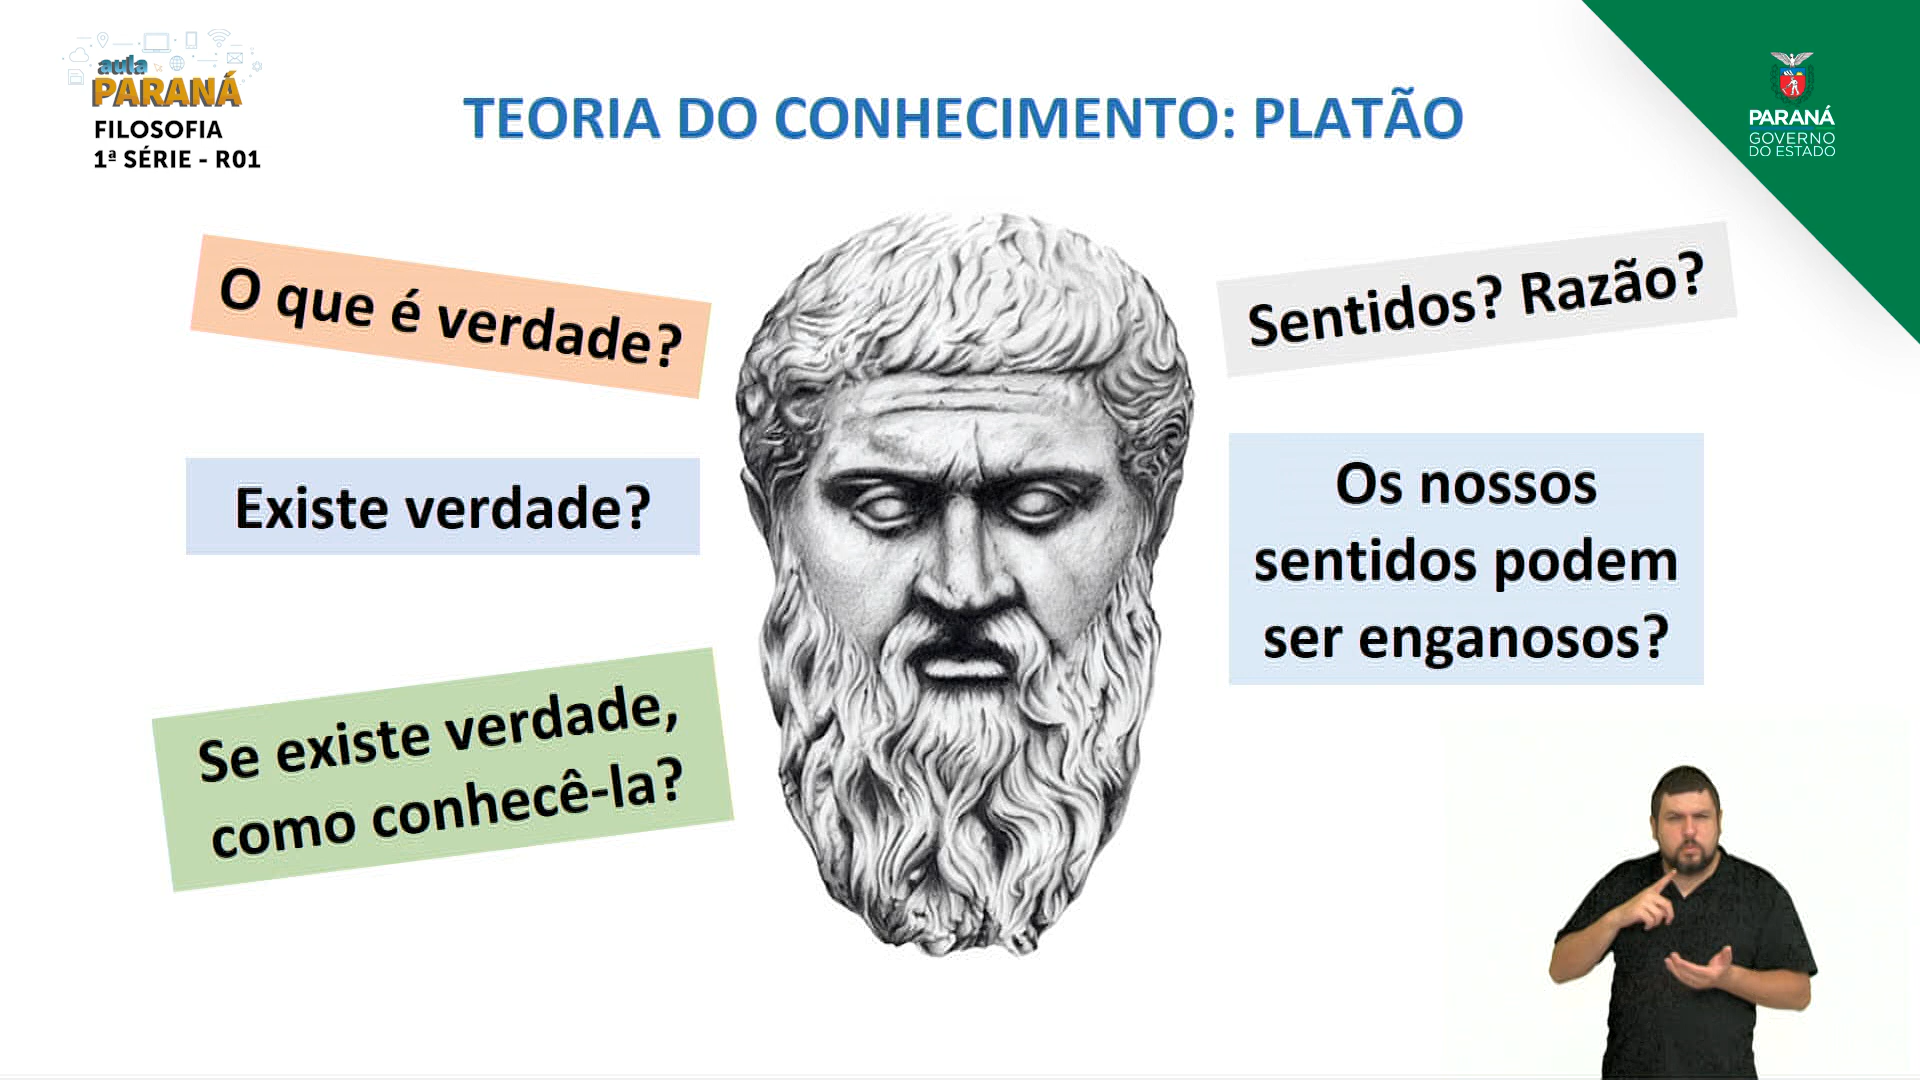 aula
PARANÁ
FILOSOFIA
1ª SÉRIE - R01
TEORIA DO CONHECIMENTO: PLATÃO
PARANÁ
GOVERNO
DO ESTADO
O que é verdade?
Existe verdade?
Se existe verdade,
como conhecê-la?
Sentidos? Razão?
Os nossos
sentidos podem
ser enganosos?